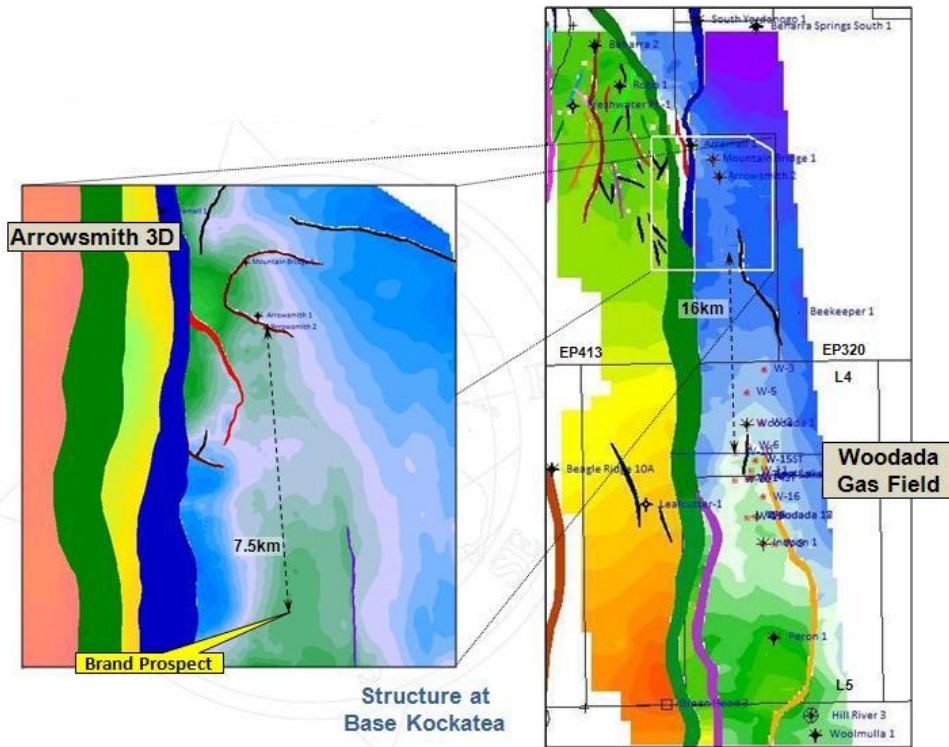 South Yardanogo 1
Beharra Springs South 1
Beharra 2
Robb 1
Freshwater Pt.-1
Arramall 1
Mountain Bridge 1
Arrowsmith 2
Arrowsmith 3D
Mountain Bridge
Arrowsmith 1
Arrowsmith 2
7.5km
Brand Prospect
Structure at
Base Kockatea
16km
Beekeeper 1
EP413
EP320
L4
W-3
W-5
Woodada 1
W-6
W-15ST
Woodada
Gas Field
Beagle Ridge 10A
W-16
Leafcutter-1
Indoon 1
Peron 1
L5
Hill River 3
Woolmulla 1